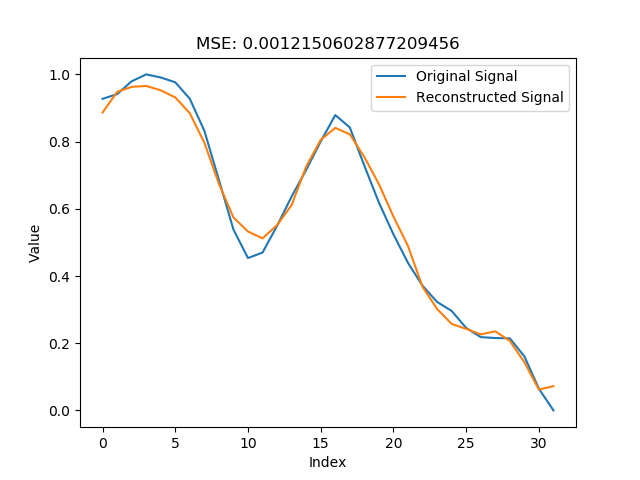 MSE: 0.0012150602877209456
Original Signal
Reconstructed Signal
1.0
0.8
0.6
0.4
0.2
0.0
Value
0 5 10 15 20 25 30
Index